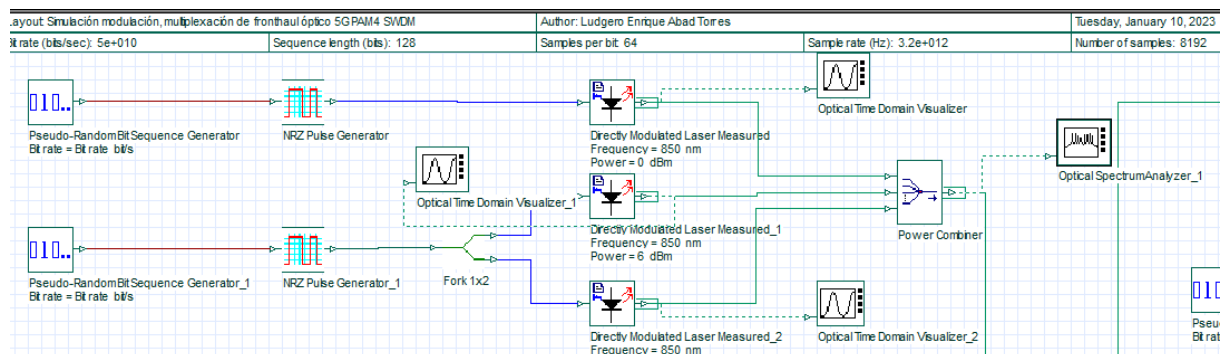 ayout: Simulación modulación, multiplexación de fronthaul óptico 5GPAM4 SWDM
Author: Ludgero Enrique Abad Torres
Tuesday, January 10, 2023
Bit rate (bits/sec): 5e+010
Sequence length (bits): 128
Samples per bit: 64
Sample rate (Hz): 3.2e+012
Number of samples: 8192
Optical Time Domain Visualizer
Pseudo-Random Bit Sequence Generator
Bit rate = Bit rate bit/s
NRZ Pulse Generator
Directly Modulated Laser Measured
Frequency = 850 nm
Power = 0 dBm
Optical Spectrum Analyzer_1
Optical Time Domain Visualizer_1
Directly Modulated Laser Measured_1
Frequency = 850 nm
Power = 6 dBm
Power Combiner
Pseudo-Random Bit Sequence Generator_1
Bit rate = Bit rate bit/s
NRZ Pulse Generator_1
Fork 1x2
Directly Modulated Laser Measured_2
Frequency = 850 nm
Optical Time Domain Visualizer_2
Pseu
Bit rat